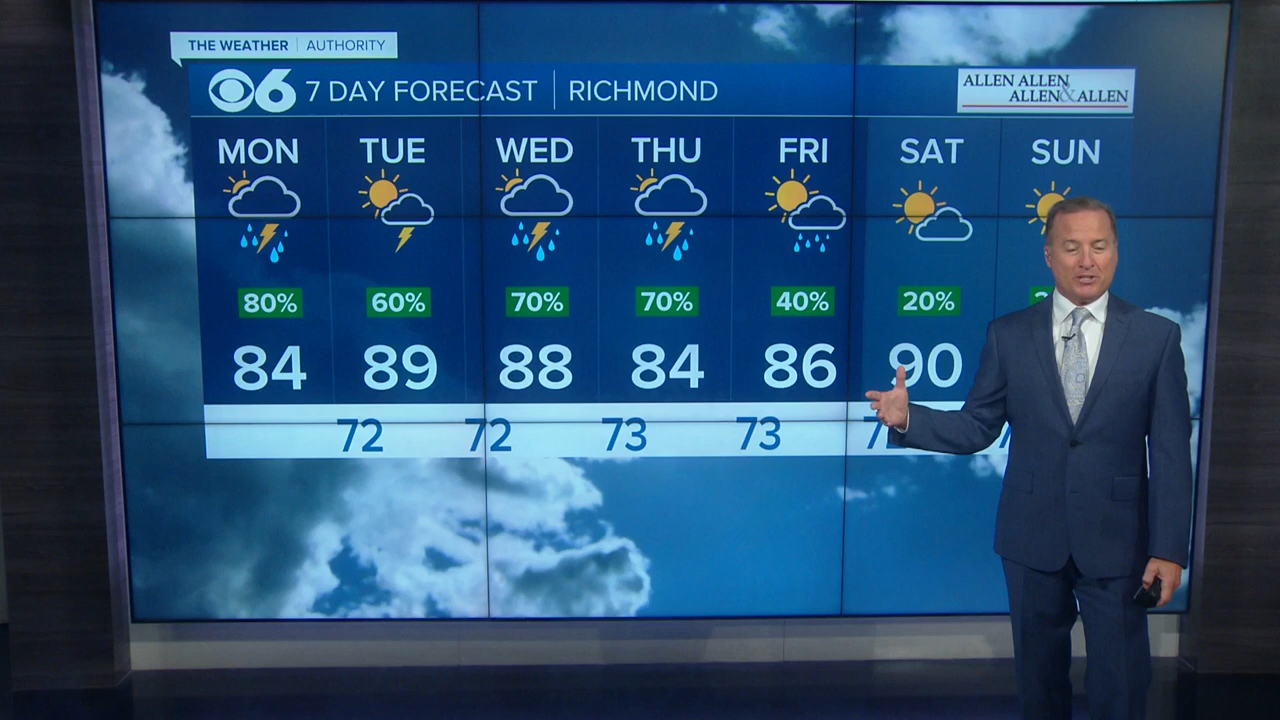 THE WEATHER | AUTHORITY
6 7 DAY FORECAST | RICHMOND
ALLEN ALLEN
ALLEN & ALLEN
MON TUE WED THU FRI SAT SUN
80% 60% 70% 70% 40% 20%
84 89 88 84 86 90
72 72 73 73